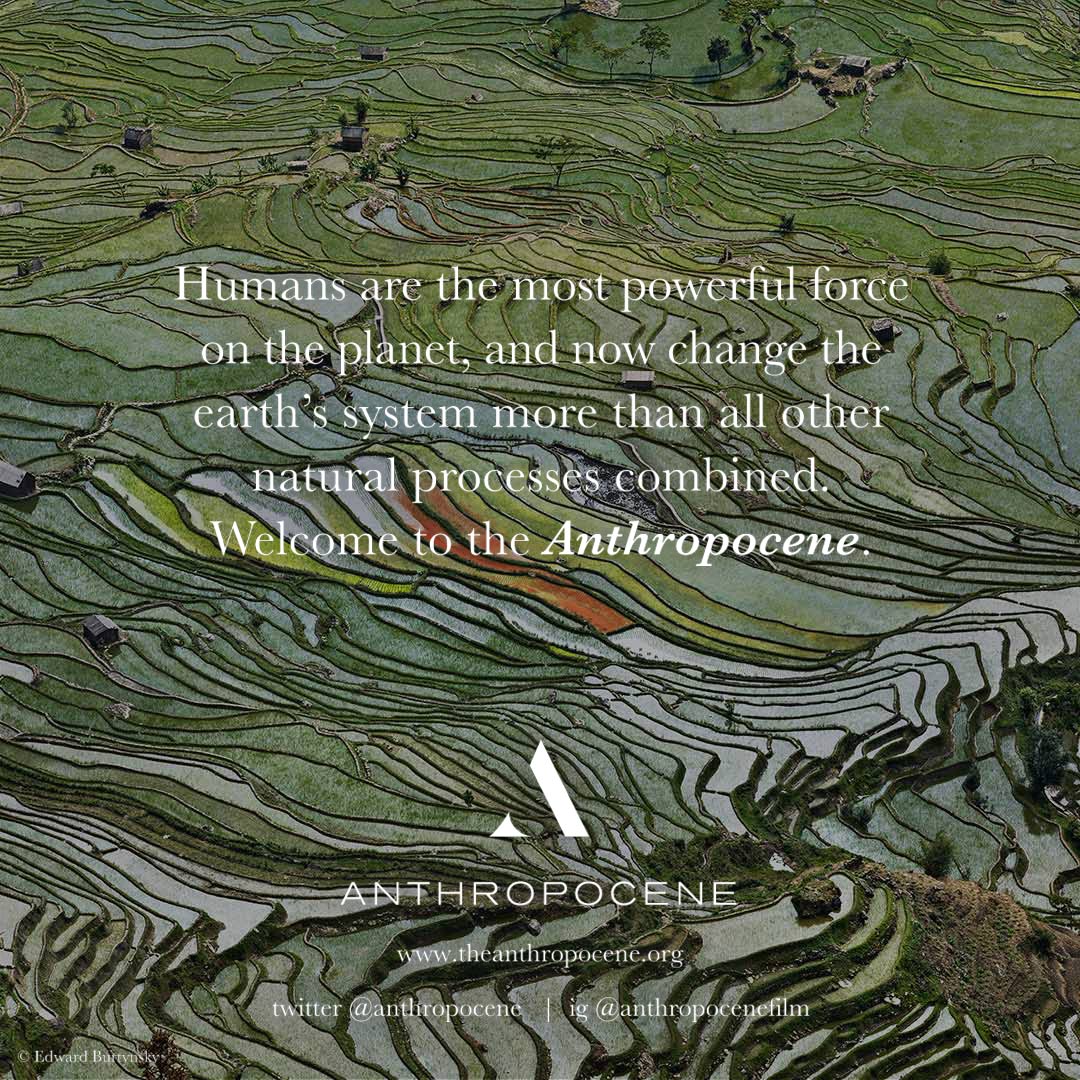 Humans are the most powerful force
on the planet, and now change the
earth’s system more than all other
natural processes combined.
Welcome to the Anthropocene.
ANTHROPOCENE
www.theanthropocene.org
twitter @anthropocene | ig @anthropocenefilm
© Edward Burtynsky